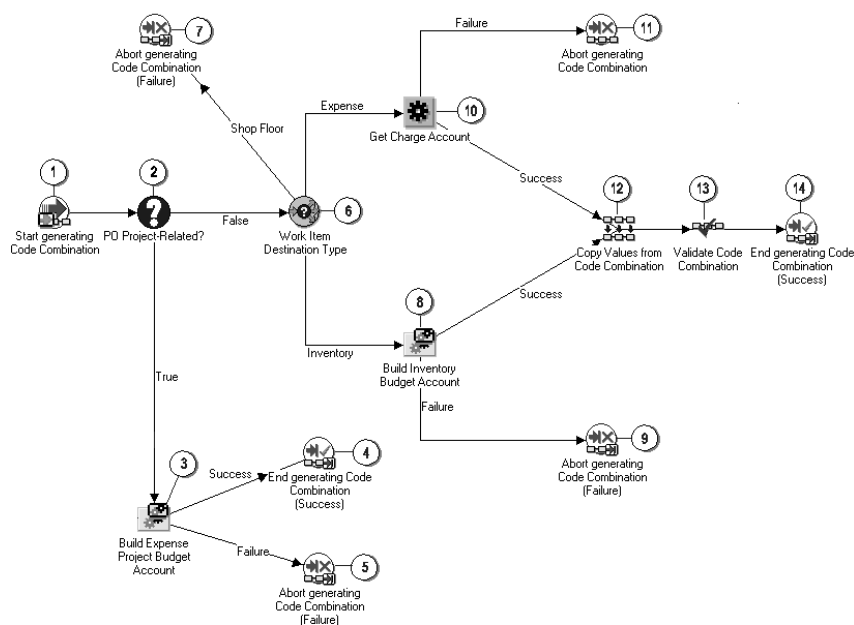 7
Abort generating
Code Combination
(Failure)
Failure
11
Abort generating
Code Combination
Expense
10
Get Charge Account
Shop Floor
1
Start generating
Code Combination
2
PO Project-Related?
False
6
Work Item
Destination Type
Success
12
Copy Values from
Code Combination
13
Validate Code
Combination
14
End generating Code
Combination
(Success)
Success
Inventory
8
Build Inventory
Budget Account
Failure
9
Abort generating
Code Combination
(Failure)
True
3
Build Expense
Project Budget
Account
Success
4
End generating Code
Combination
(Success)
Failure
5
Abort generating
Code Combination
(Failure)